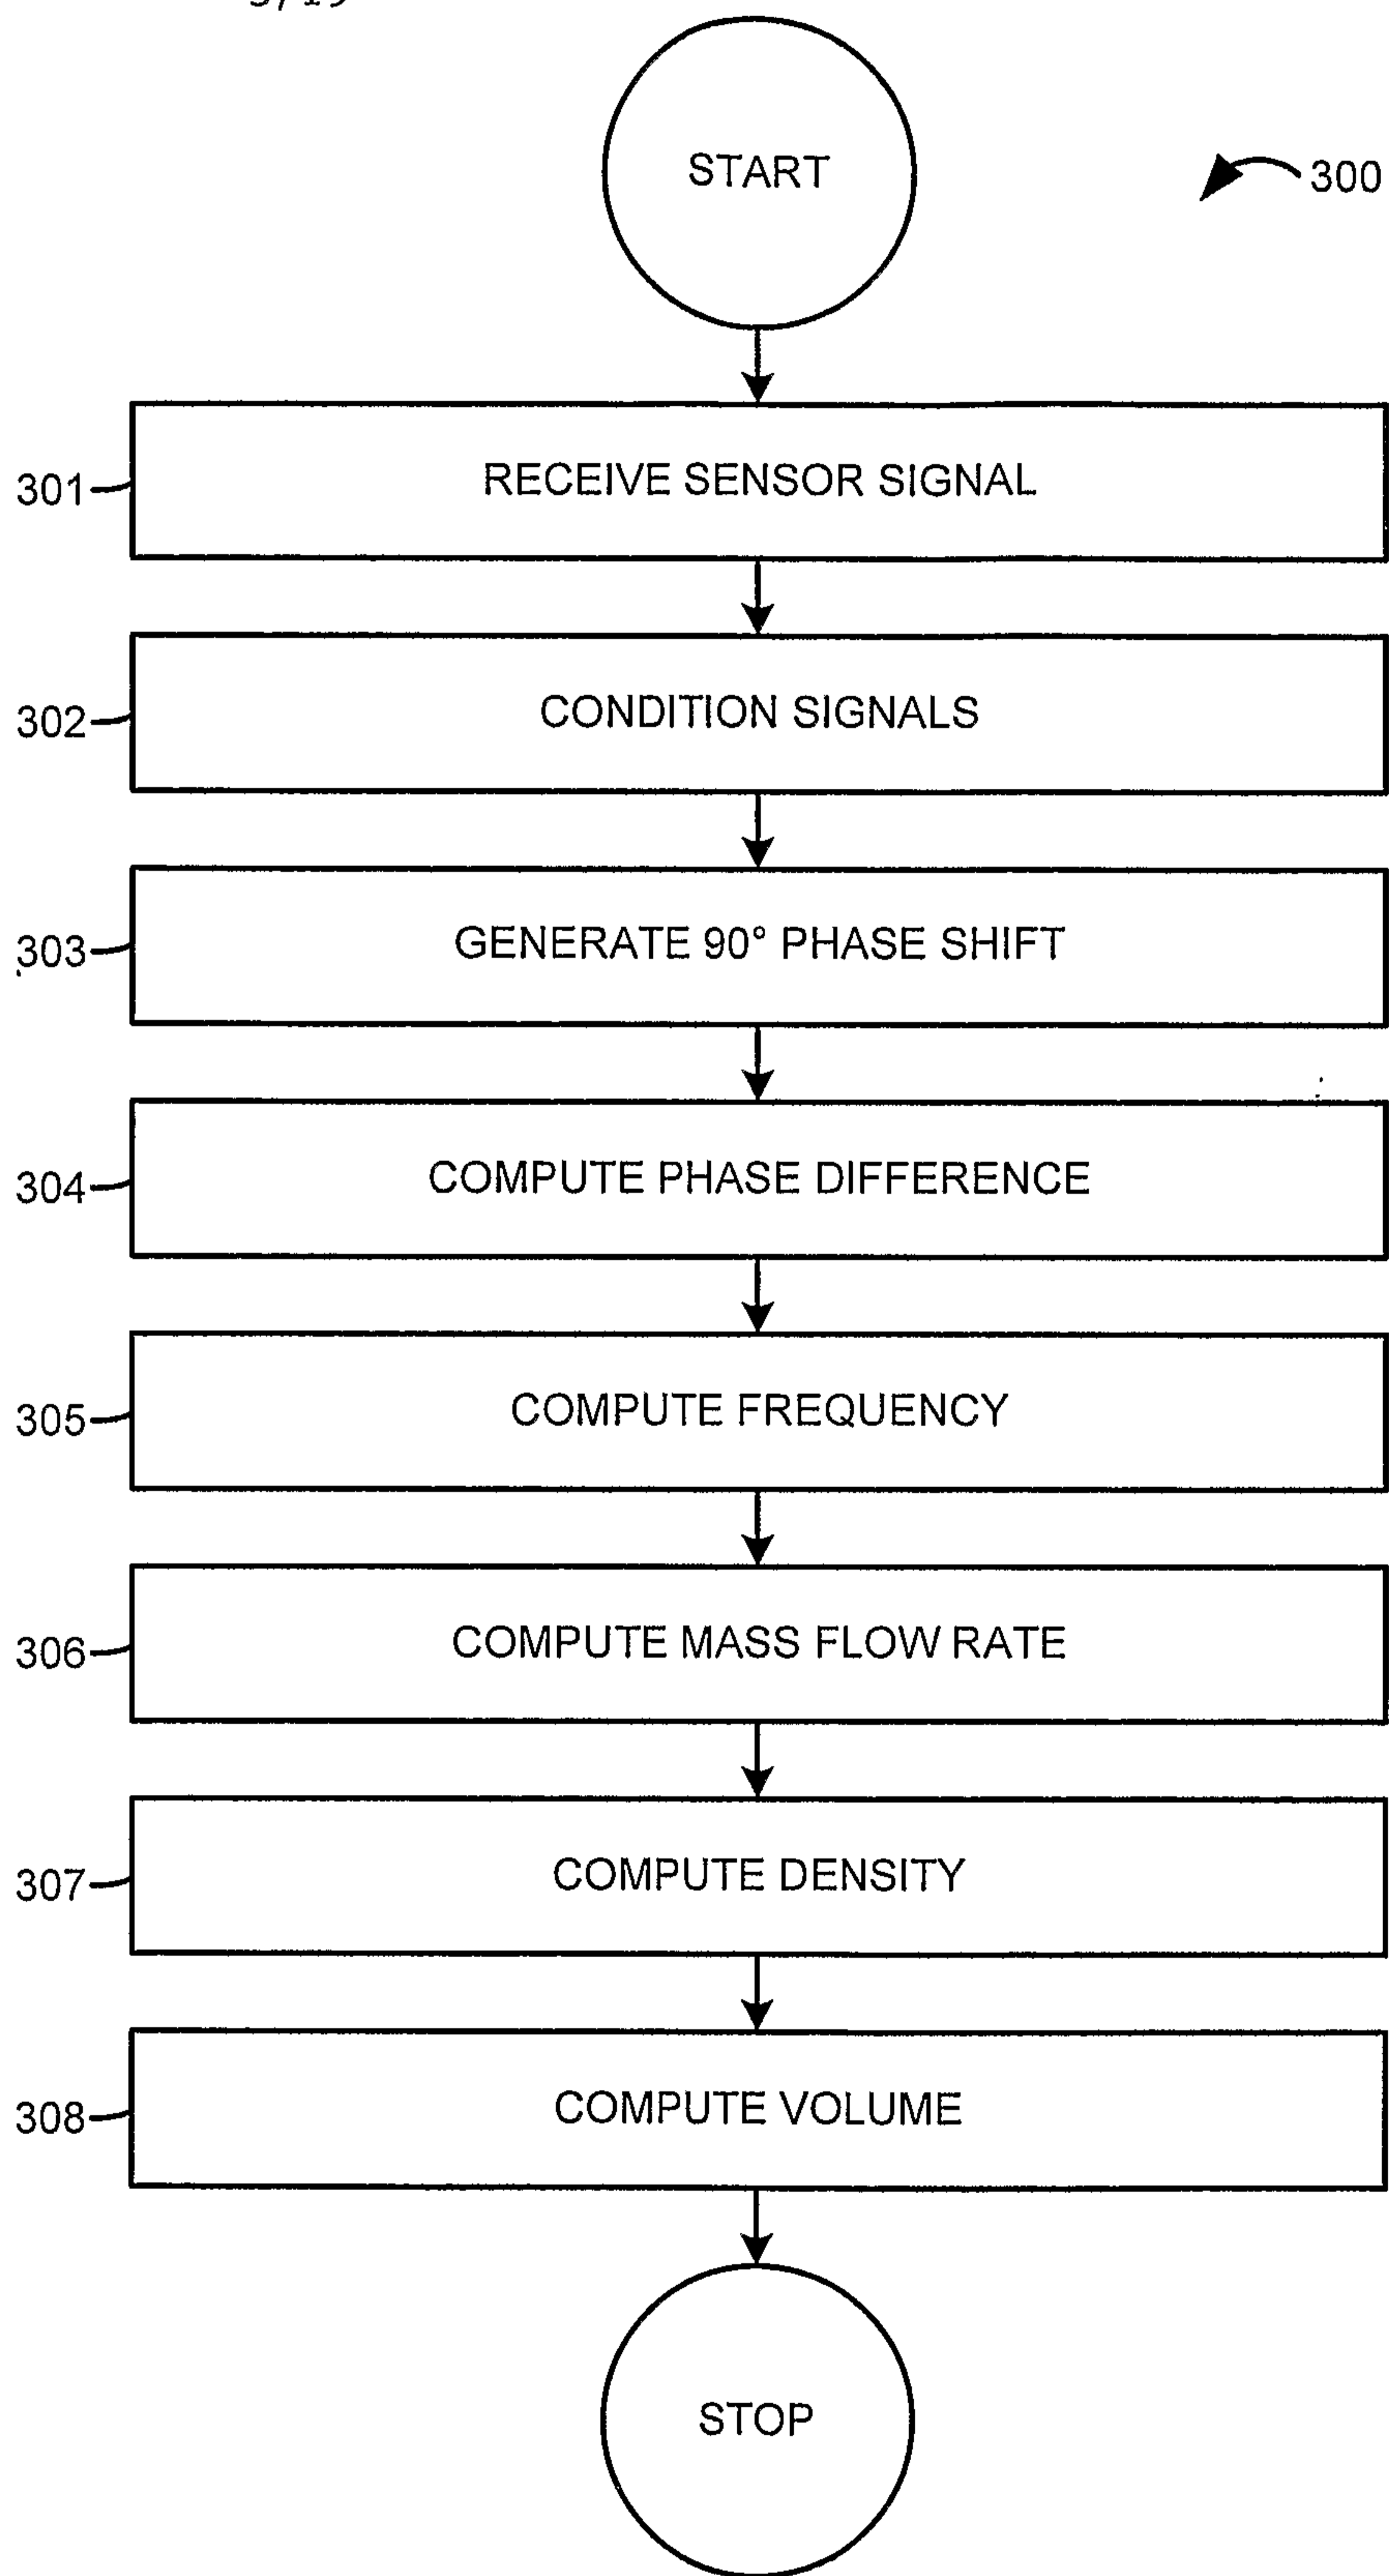 START
300
301
RECEIVE SENSOR SIGNAL
302
CONDITION SIGNALS
303
GENERATE 90° PHASE SHIFT
304
COMPUTE PHASE DIFFERENCE
305
COMPUTE FREQUENCY
306
COMPUTE MASS FLOW RATE
307
COMPUTE DENSITY
308
COMPUTE VOLUME
STOP